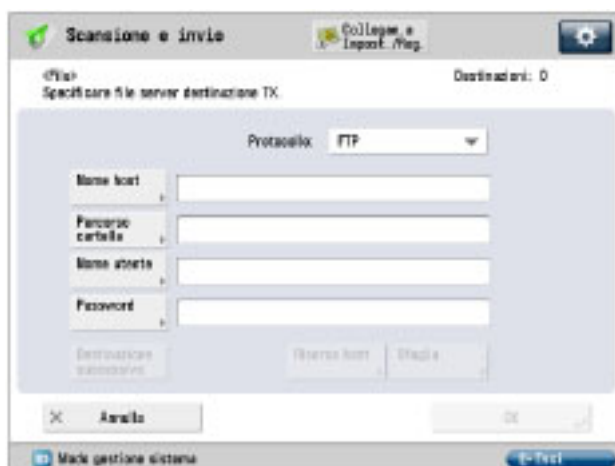 Scansione e invio
Collegam. a
Impost./Reg.
<File>
Destinazioni: 0
Specificare file server destinazione TX.
Protocollo:
FTP
Nome host
Percorso
cartella
Nome utente
Password
Destinazione
successiva
Ricerca host
Sfoglia
Annulla
OK
Modo gestione sistema